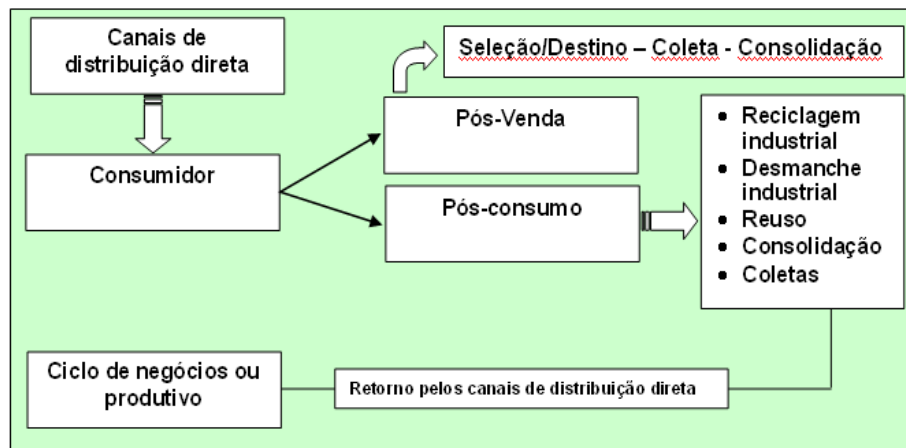 Canais de
distribuição direta
Seleção/Destino – Coleta - Consolidação
Consumidor
Pós-Venda
Pós-consumo
• Reciclagem
industrial
• Desmanche
industrial
• Reuso
• Consolidação
• Coletas
Ciclo de negócios ou
produtivo
Retorno pelos canais de distribuição direta